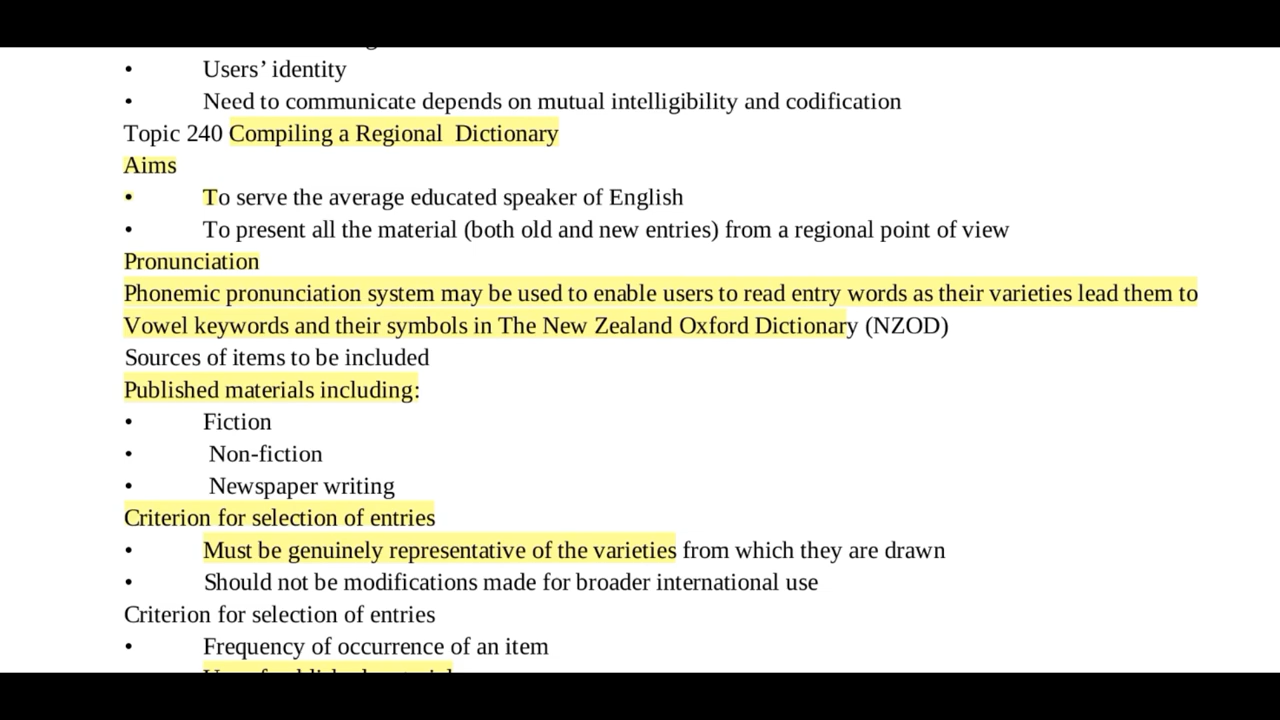 • Users’ identity
• Need to communicate depends on mutual intelligibility and codification
Topic 240 Compiling a Regional Dictionary
Aims
• To serve the average educated speaker of English
• To present all the material (both old and new entries) from a regional point of view
Pronunciation
Phonemic pronunciation system may be used to enable users to read entry words as their varieties lead them to
Vowel keywords and their symbols in The New Zealand Oxford Dictionary (NZOD)
Sources of items to be included
Published materials including:
• Fiction
• Non-fiction
• Newspaper writing
Criterion for selection of entries
• Must be genuinely representative of the varieties from which they are drawn
• Should not be modifications made for broader international use
Criterion for selection of entries
• Frequency of occurrence of an item